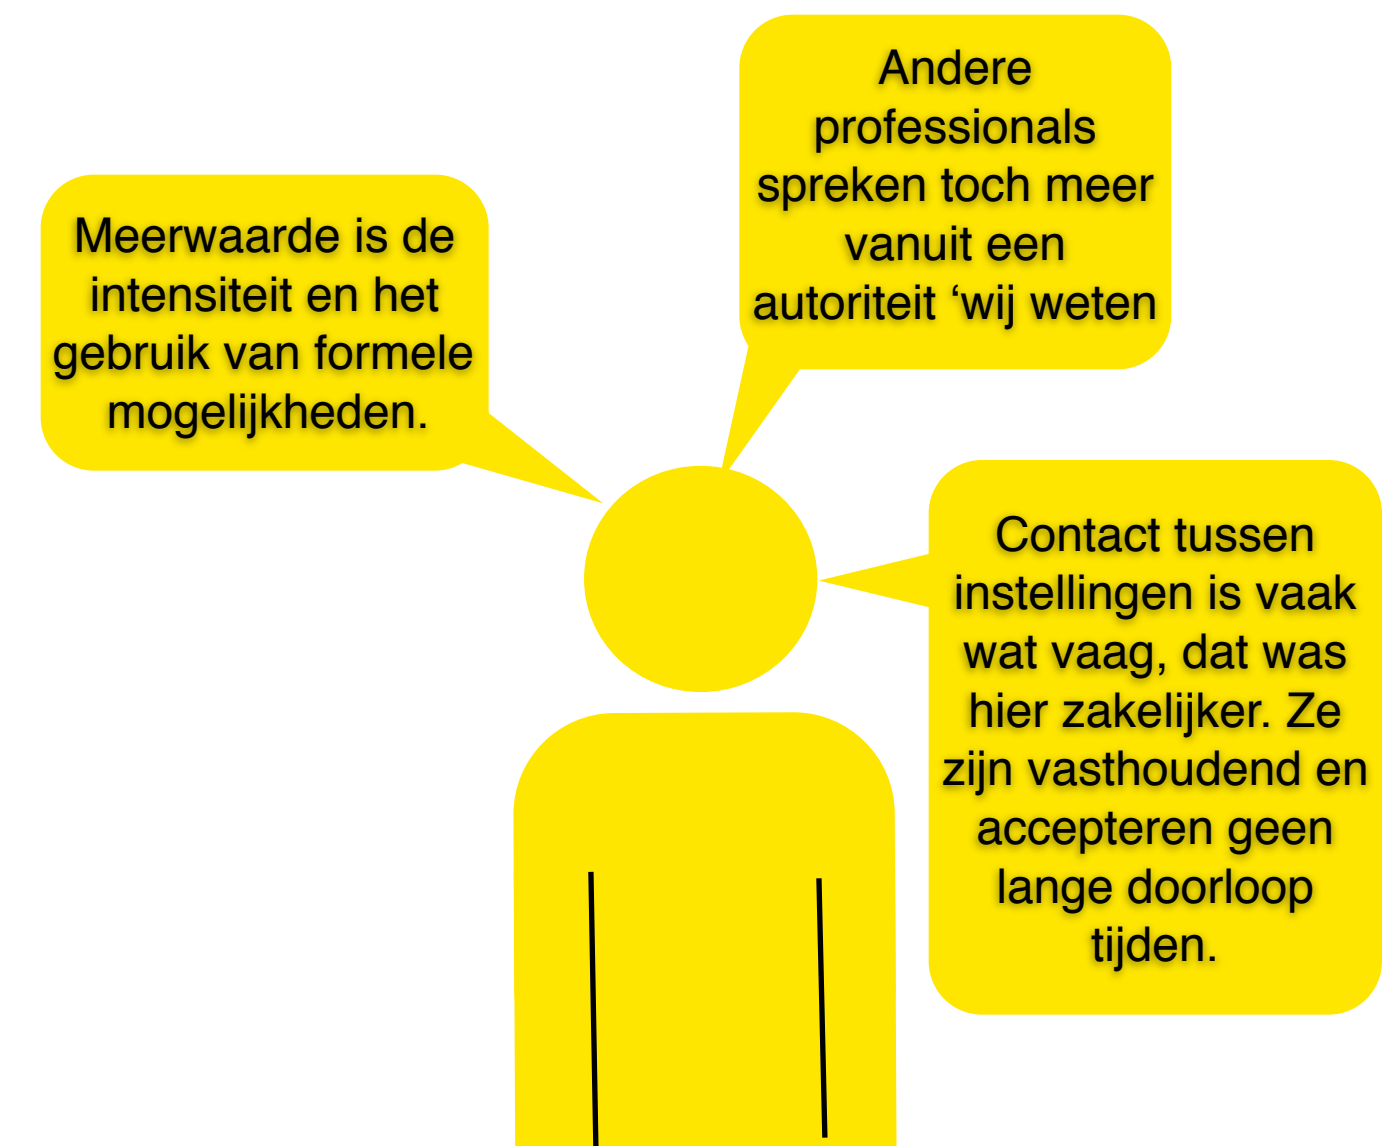 Meerwaarde is de
intensiteit en het
gebruik van formele
mogelijkheden.
Andere
professionals
spreken toch meer
vanuit een
autoriteit ‘wij weten
Contact tussen
instellingen is vaak
wat vaag, dat was
hier zakelijker. Ze
zijn vasthoudend en
accepteren geen
lange doorloop
tijden.